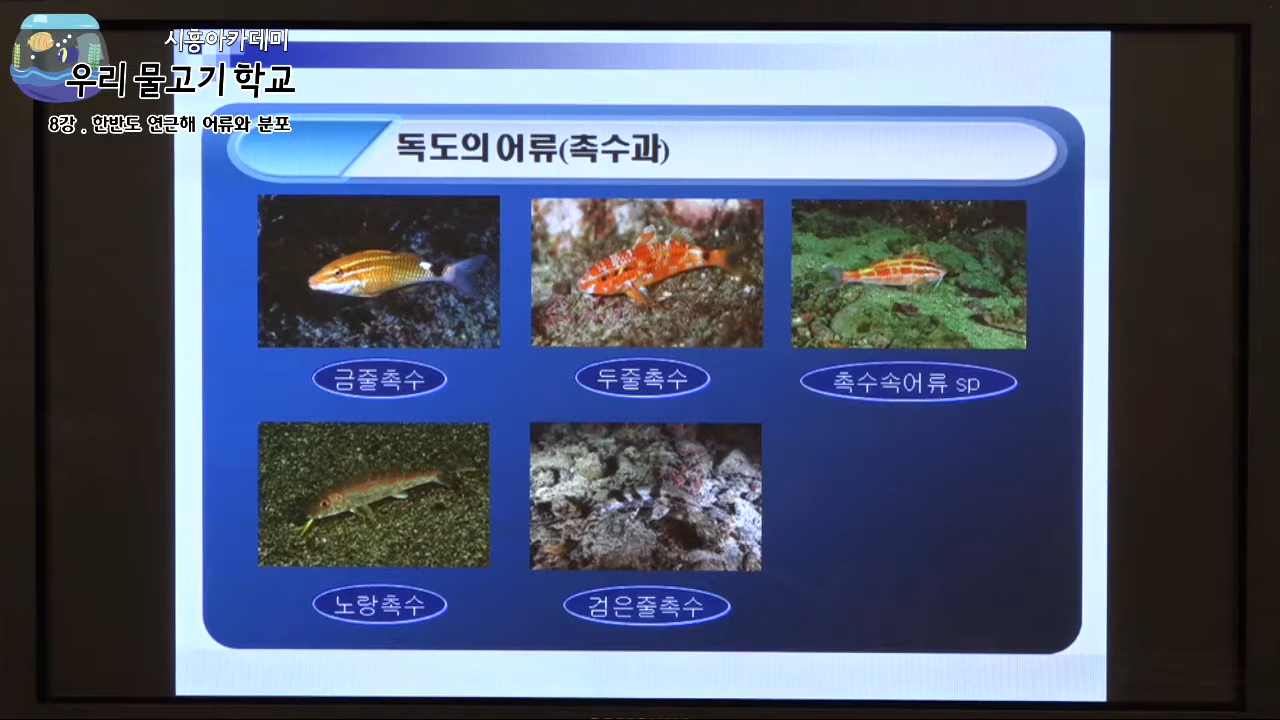 시흥아카데미
우리 물고기 학교
8강 . 한반도 연근해 어류와 분포
독도의 어류(촉수과)
금줄촉수
두줄촉수
촉수속어류 sp
노랑촉수
검은줄촉수